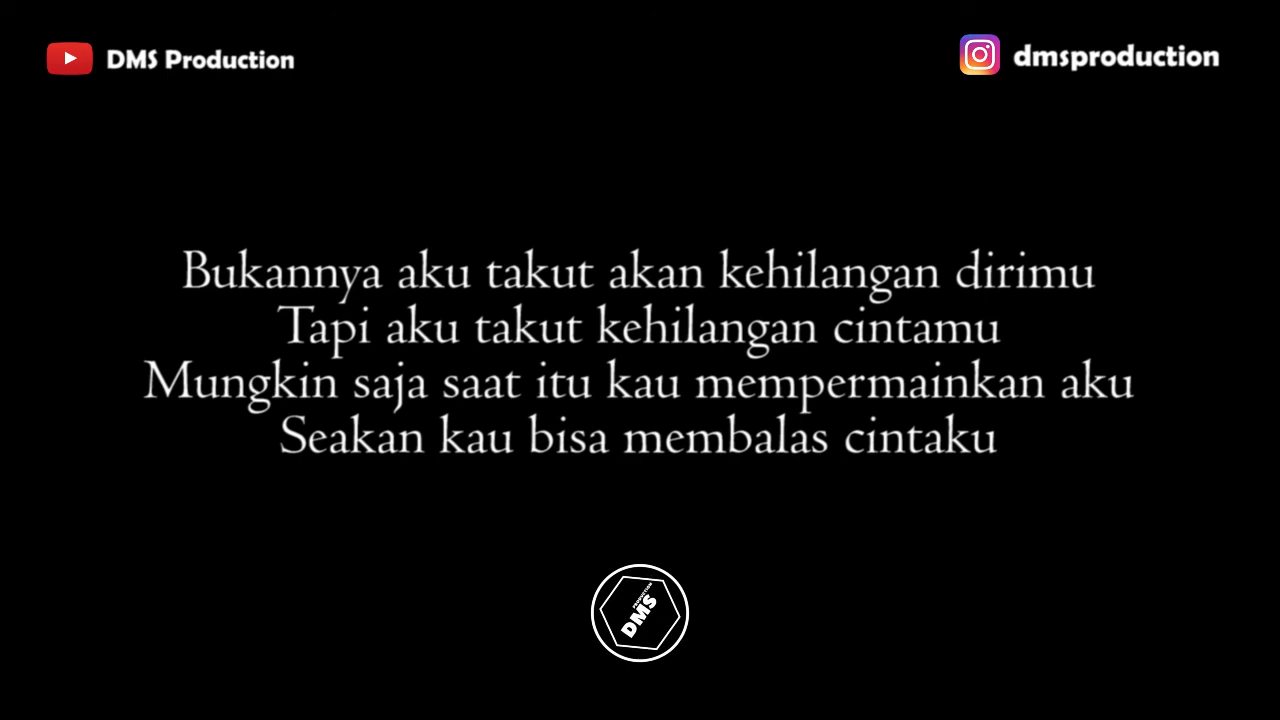 DMS Production
dmsproduction
Bukannya aku takut akan kehilangan dirimu
Tapi aku takut kehilangan cintamu
Mungkin saja saat itu kau mempermainkan aku
Seakan kau bisa membalas cintaku
DMS
PRODUCTION